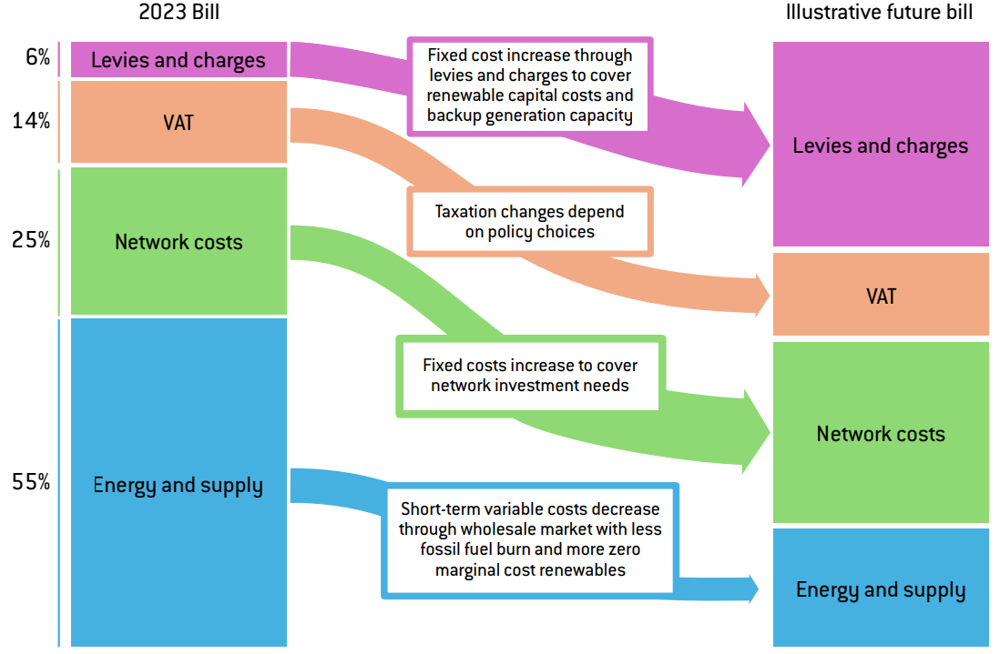 2023 Bill
Illustrative future bill
6%
Levies and charges
14%
VAT
25%
Network costs
55%
Energy and supply
Fixed cost increase through
levies and charges to cover
renewable capital costs and
backup generation capacity
Taxation changes depend
on policy choices
Fixed costs increase to cover
network investment needs
Short-term variable costs decrease
through wholesale market with less
fossil fuel burn and more zero
marginal cost renewables
Levies and charges
VAT
Network costs
Energy and supply